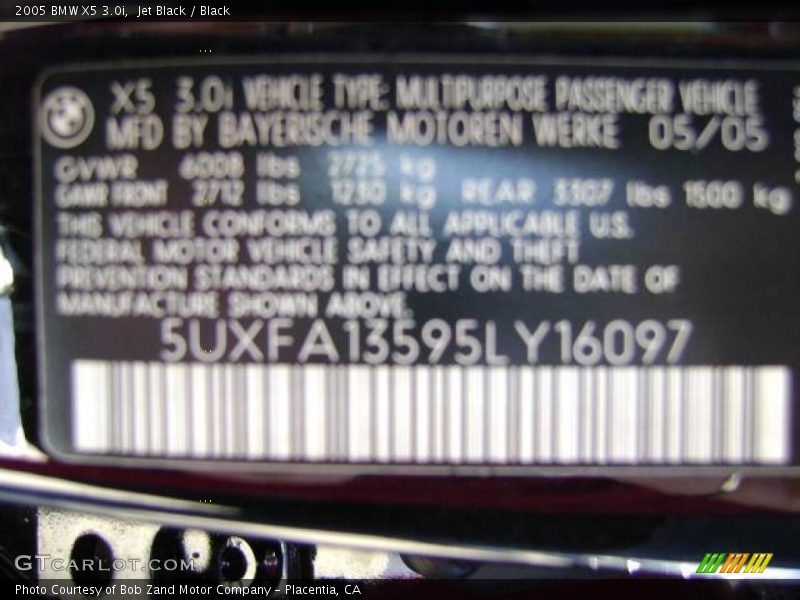 2005 BMW X5 3.0i, Jet Black / Black
X5 3.0i VEHICLE TYPE: MULTIPURPOSE PASSENGER VEHICLE
MFD BY BAYERISCHE MOTOREN WERKE 05/05
GVWR 6008 lbs 2725 kg
GAWR FRONT 2712 lbs 1230 kg REAR 3307 lbs 1500 kg
THIS VEHICLE CONFORMS TO ALL APPLICABLE U.S.
FEDERAL MOTOR VEHICLE SAFETY AND THEFT
PREVENTION STANDARDS IN EFFECT ON THE DATE OF
MANUFACTURE SHOWN ABOVE.
5UXFA13595LY16097
GTCARLOT.COM
Photo Courtesy of Bob Zand Motor Company - Placentia, CA